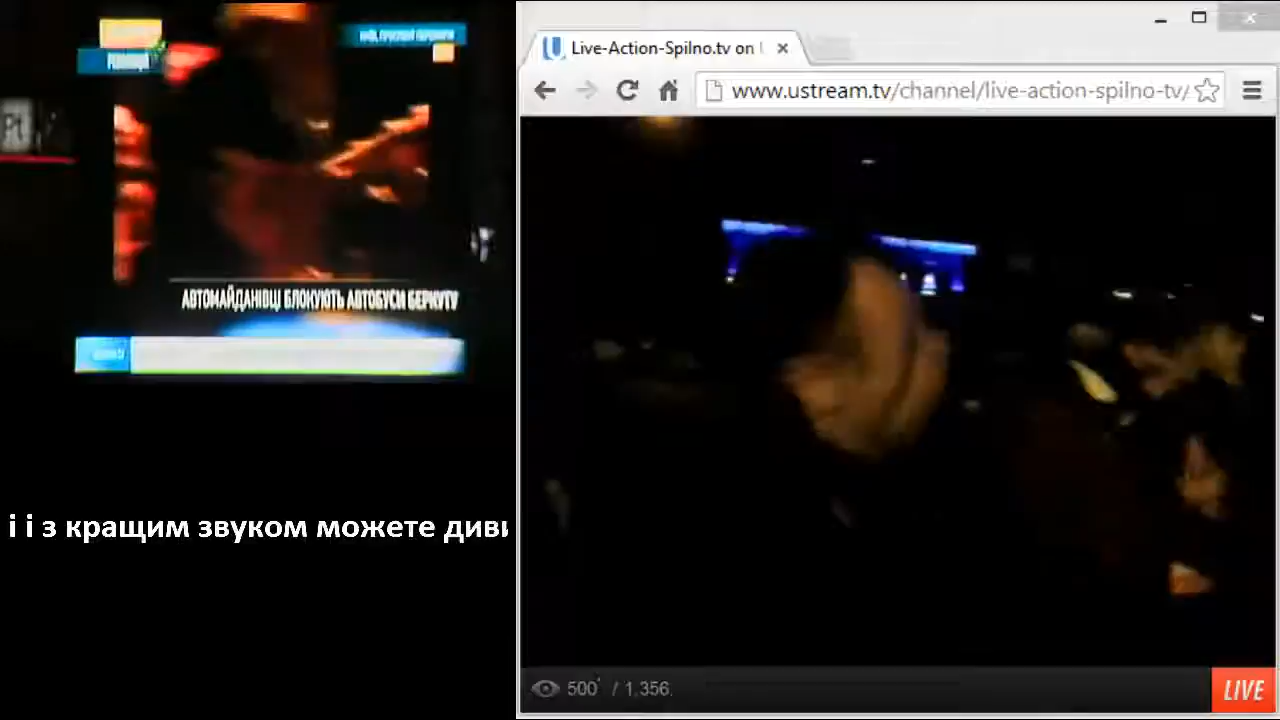 АВТОМАЙДАНІВЦІ БЛОКУЮТЬ АВТОБУСИ БЕРКУТУ
і і з кращим звуком можете диви
Live-Action-Spilno.tv on
www.ustream.tv/channel/live-action-spilno-tv/
500 / 1,356
LIVE